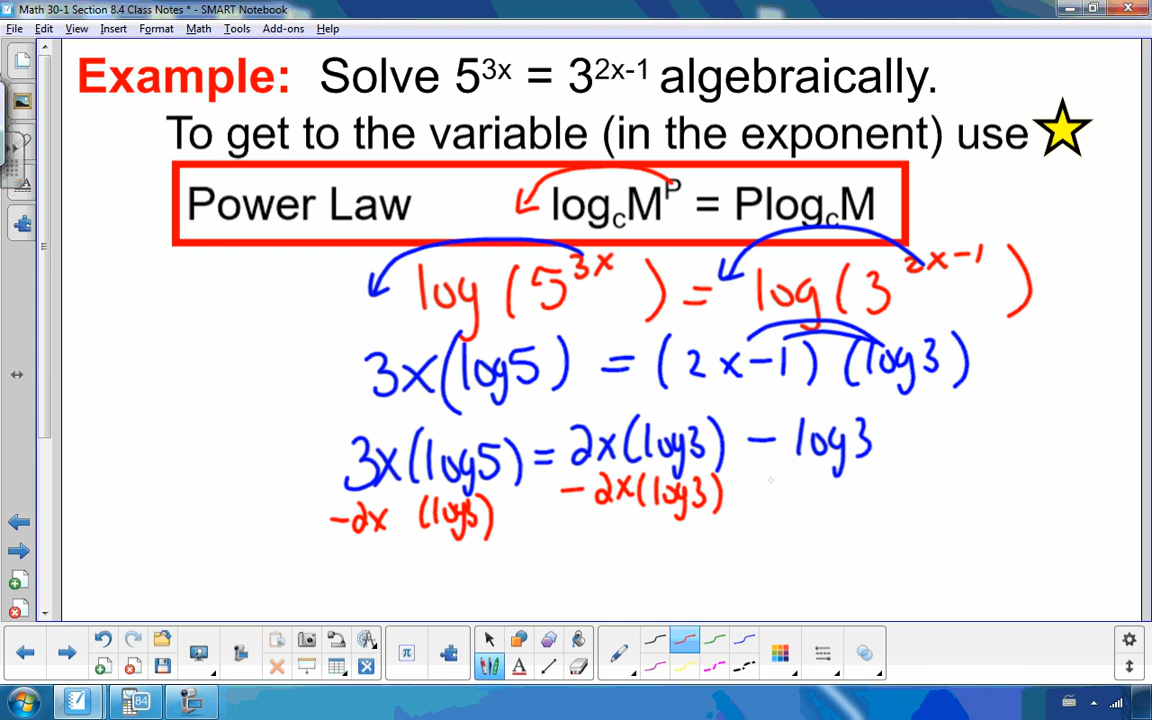 Math 30-1 Section 8.4 Class Notes * - SMART Notebook
File Edit View Insert Format Math Tools Add-ons Help
Example: Solve 5^{3x} = 3^{2x-1} algebraically.
To get to the variable (in the exponent) use
Power Law log_cM^P = Plog_cM
log(5^{3x}) = log(3^{2x-1})
3x(log5) = (2x-1)(log3)
3x(log5) = 2x(log3) - log3
-2x (log3) - 2x(log3)
π A
84